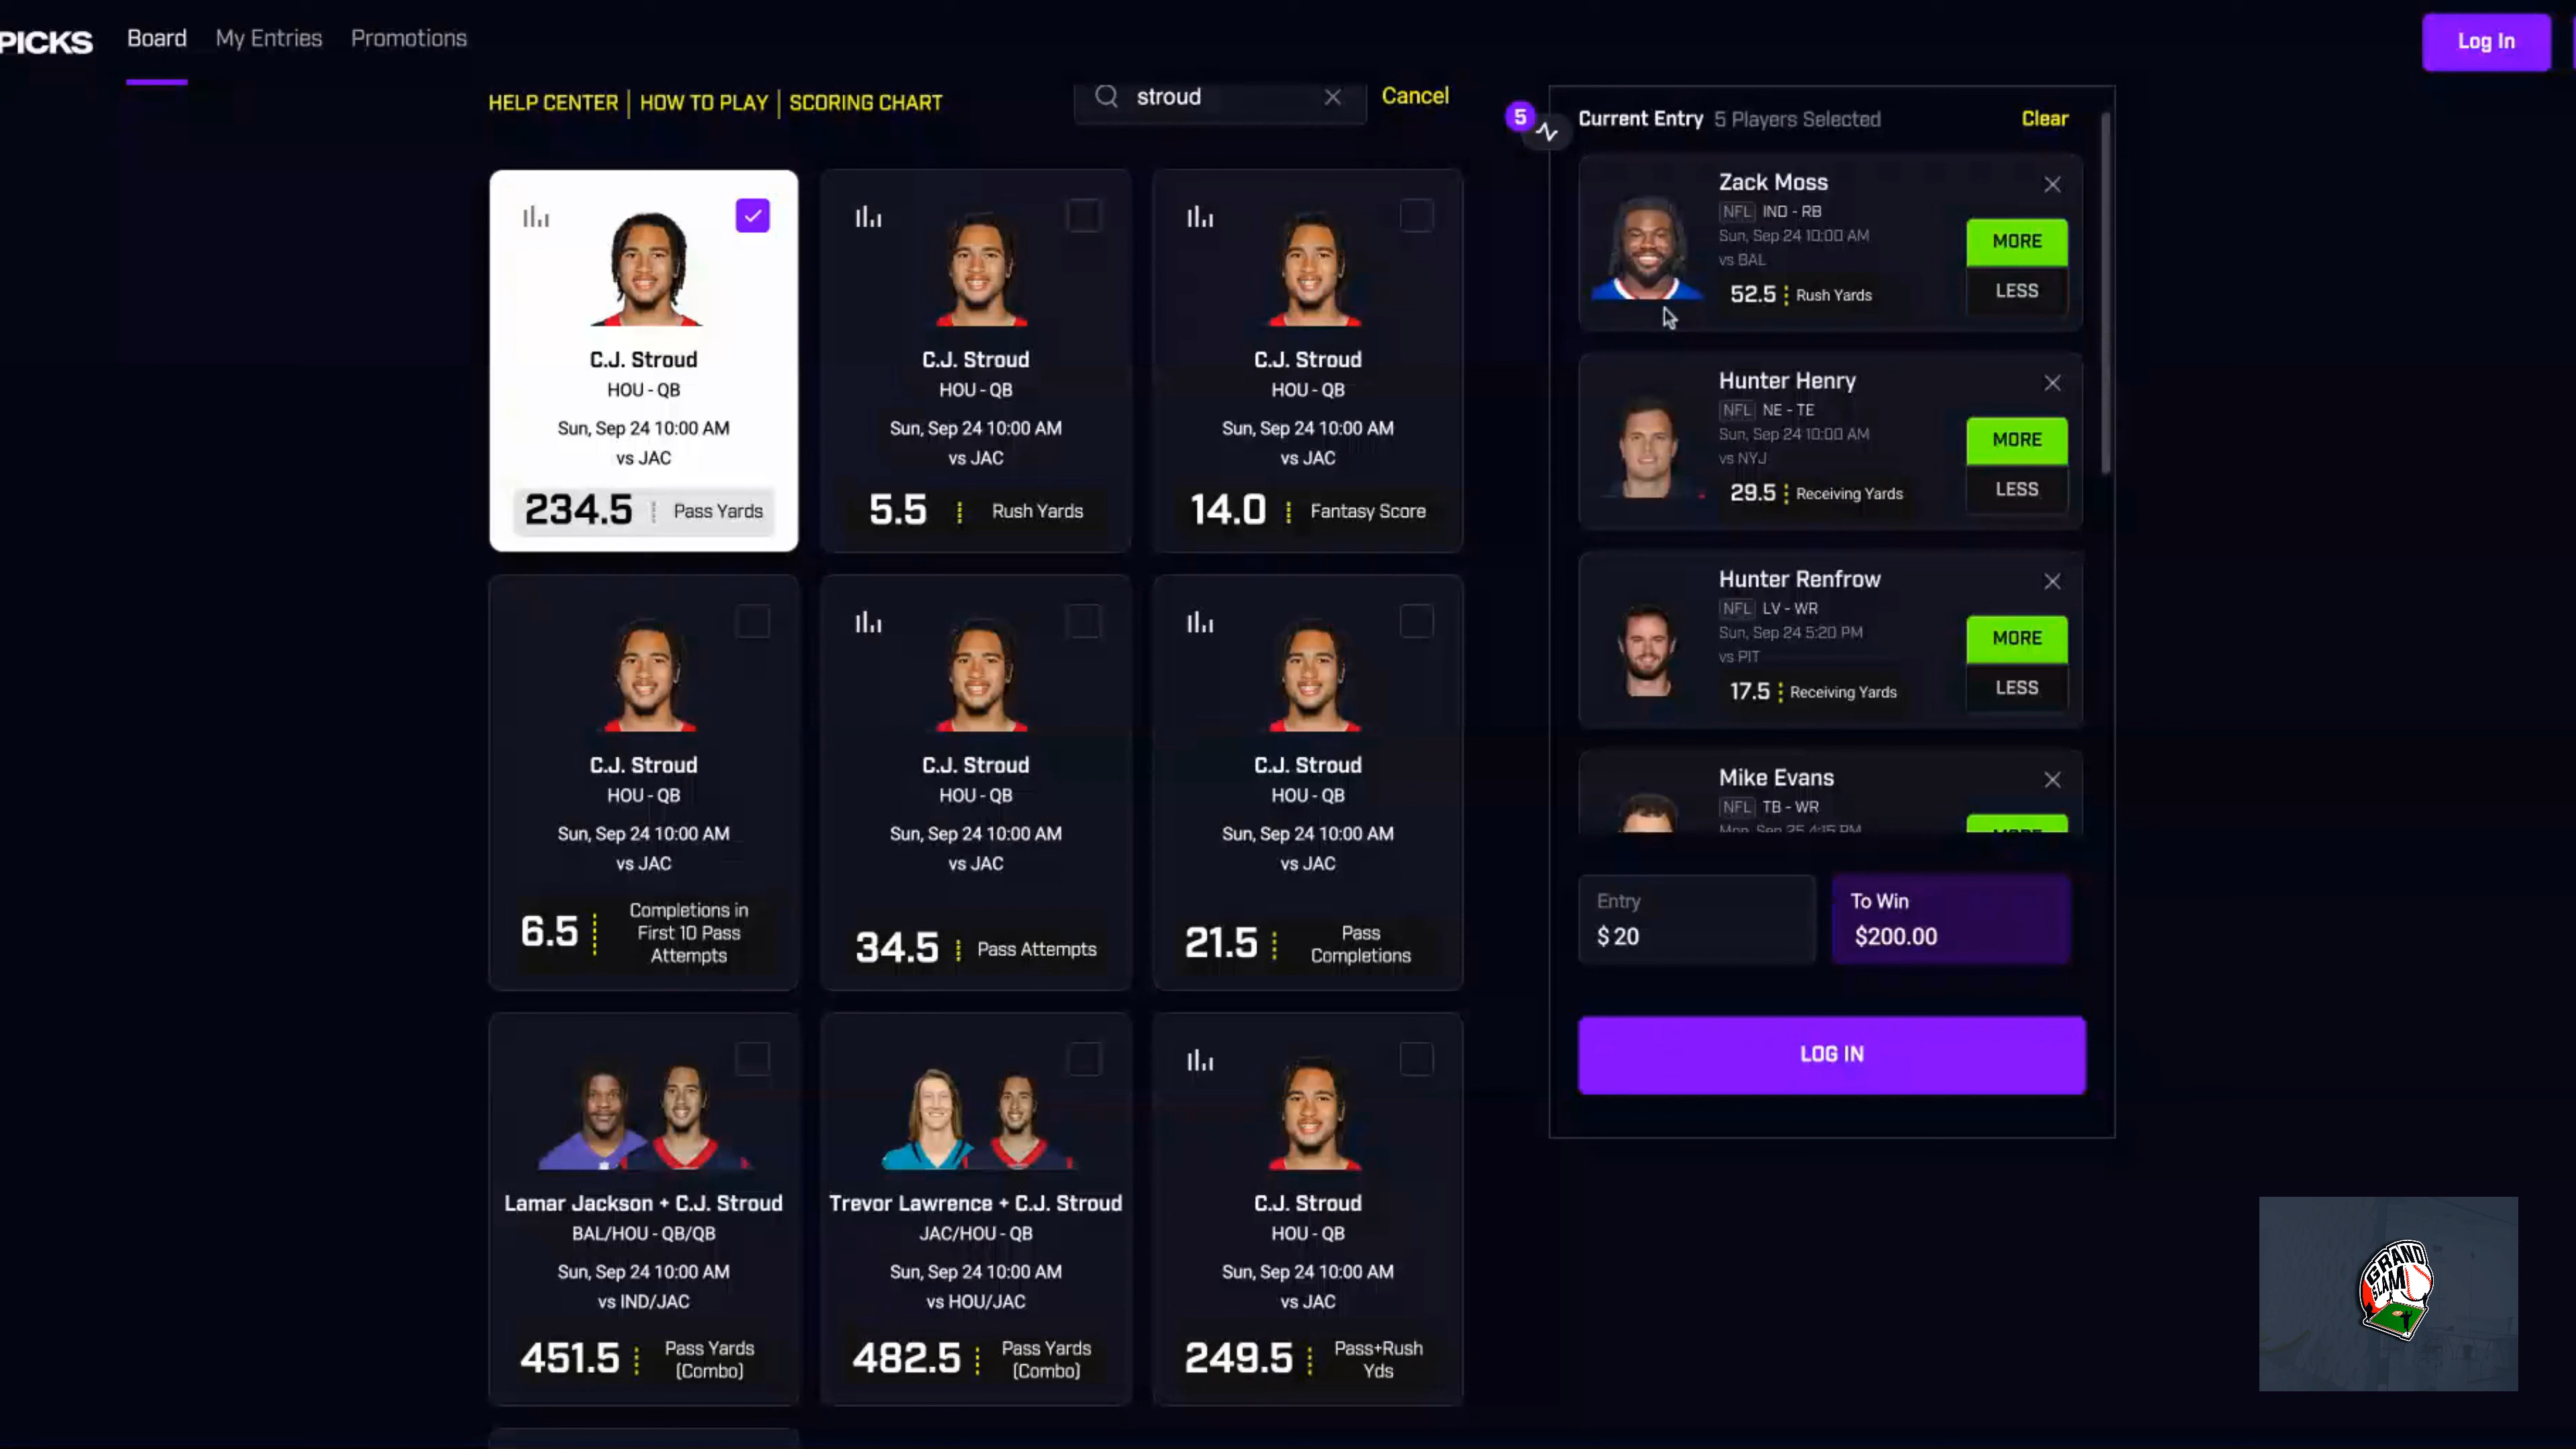 PICKS
Board
My Entries
Promotions
Log In
HELP CENTER
HOW TO PLAY
SCORING CHART
stroud
Cancel
C.J. Stroud
HOU - QB
Sun, Sep 24 10:00 AM
vs JAC
234.5
Pass Yards
C.J. Stroud
HOU - QB
Sun, Sep 24 10:00 AM
vs JAC
5.5
Rush Yards
C.J. Stroud
HOU - QB
Sun, Sep 24 10:00 AM
vs JAC
14.0
Fantasy Score
C.J. Stroud
HOU - QB
Sun, Sep 24 10:00 AM
vs JAC
6.5
Completions in
First 10 Pass
Attempts
C.J. Stroud
HOU - QB
Sun, Sep 24 10:00 AM
vs JAC
34.5
Pass Attempts
C.J. Stroud
HOU - QB
Sun, Sep 24 10:00 AM
vs JAC
21.5
Pass
Completions
Lamar Jackson + C.J. Stroud
BAL/HOU - QB/QB
Sun, Sep 24 10:00 AM
vs IND/JAC
451.5
Pass Yards
(Combo)
Trevor Lawrence + C.J. Stroud
JAC/HOU - QB
Sun, Sep 24 10:00 AM
vs HOU/JAC
482.5
Pass Yards
(Combo)
C.J. Stroud
HOU - QB
Sun, Sep 24 10:00 AM
vs JAC
249.5
Pass+Rush
Yds
5
Current Entry 5 Players Selected
Clear
Zack Moss
NFL IND - RB
Sun, Sep 24 10:00 AM
vs BAL
52.5 Rush Yards
MORE
LESS
Hunter Henry
NFL NE - TE
Sun, Sep 24 10:00 AM
vs NYJ
29.5 Receiving Yards
MORE
LESS
Hunter Renfrow
NFL LV - WR
Sun, Sep 24 5:20 PM
vs PIT
17.5 Receiving Yards
MORE
LESS
Mike Evans
NFL TB - WR
Mon, Sep 25 4:15 PM
MORE
Entry
$ 20
To Win
$200.00
LOG IN
GRAND
SLAM